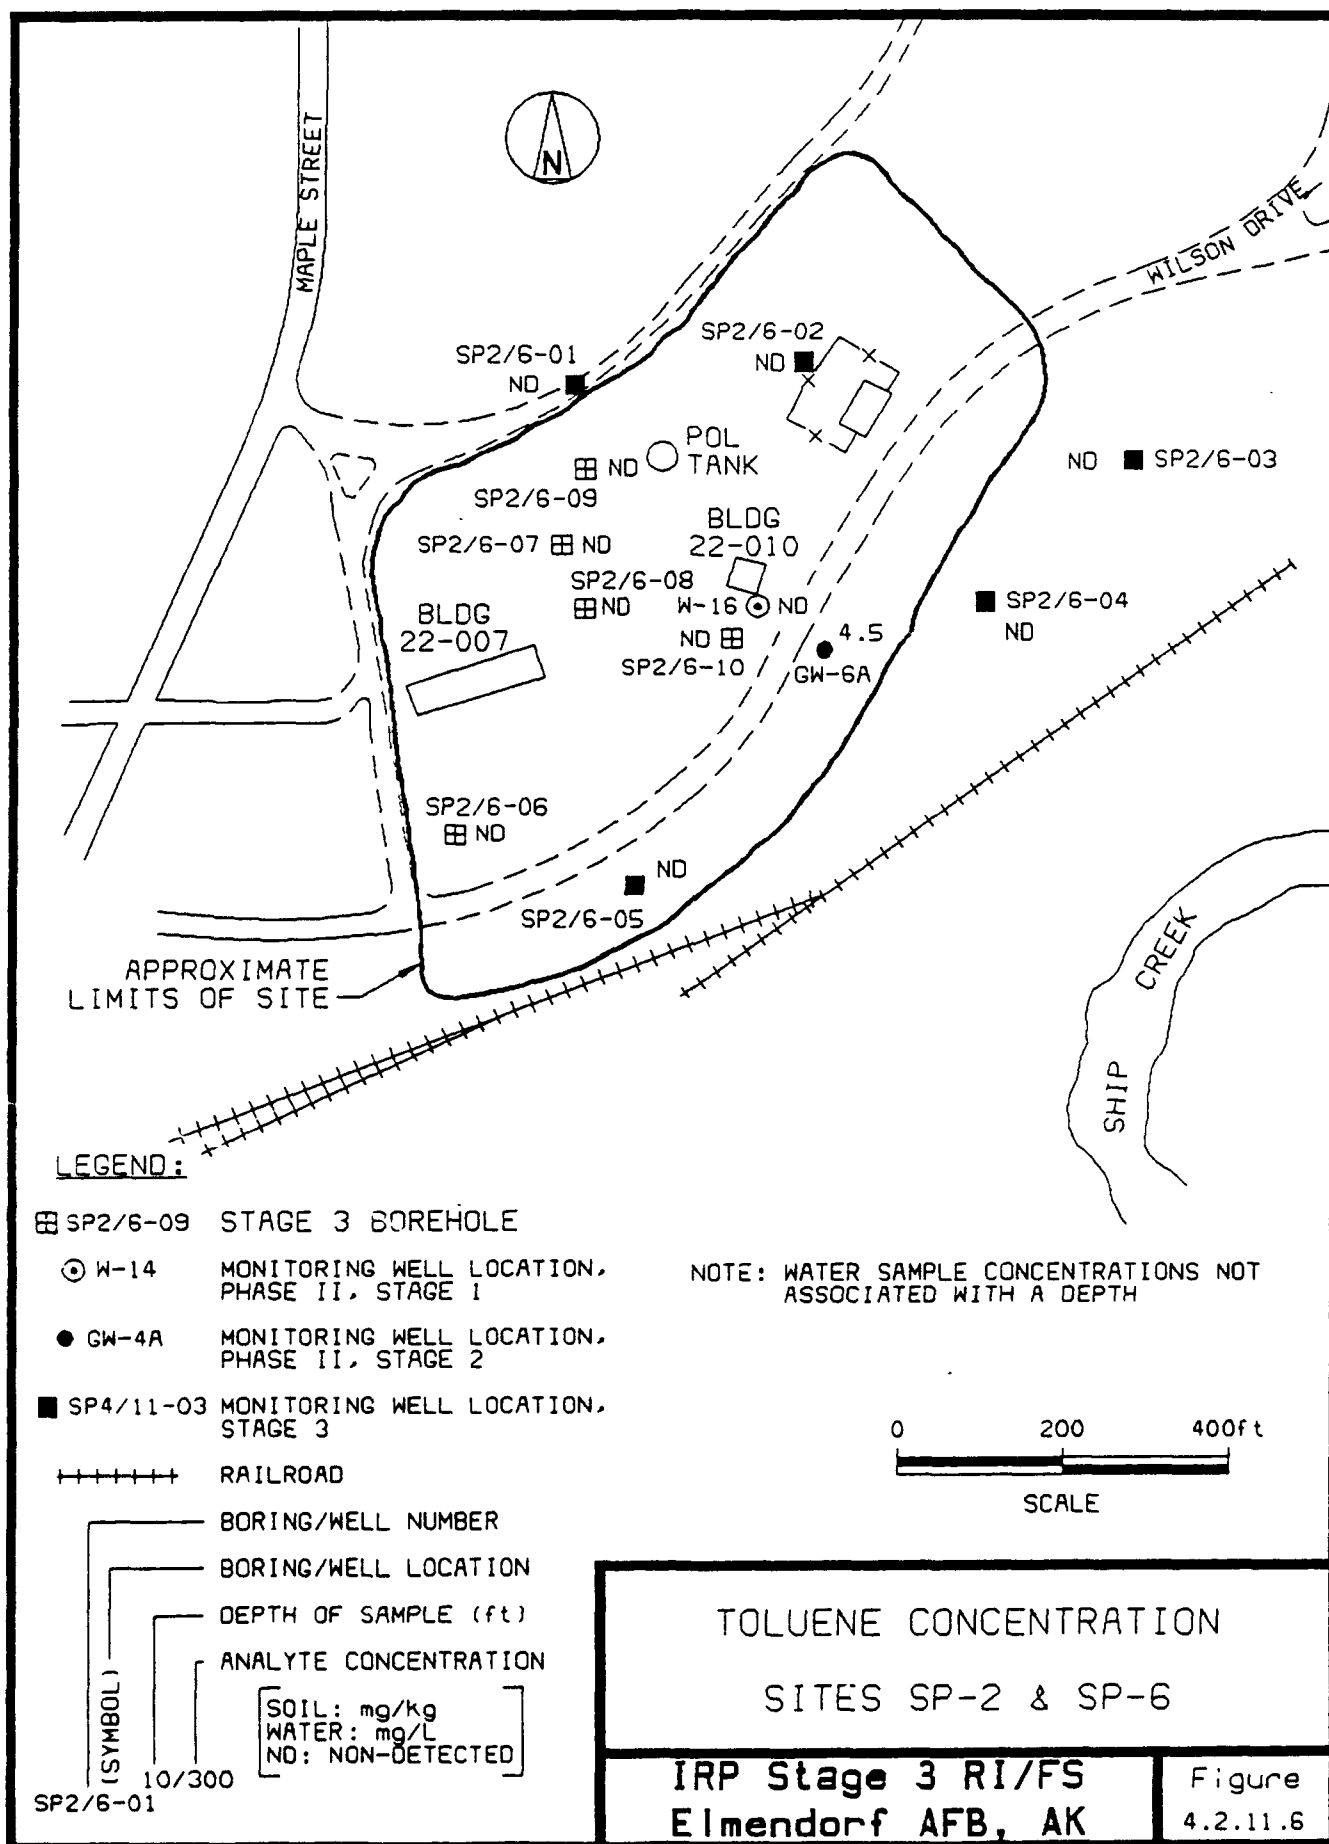 MAPLE STREET
N
WILSON DRIVE
SP2/6-02
ND
SP2/6-01
ND
POL
TANK
ND
SP2/6-09
ND
SP2/6-03
BLDG
22-010
SP2/6-07
ND
SP2/6-08
ND
W-16
ND
SP2/6-04
ND
BLDG
22-007
ND
SP2/6-10
4.5
GW-6A
SP2/6-06
ND
ND
SP2/6-05
APPROXIMATE
LIMITS OF SITE
SHIP CREEK
LEGEND:
SP2/6-09 STAGE 3 BOREHOLE
W-14 MONITORING WELL LOCATION,
PHASE II, STAGE 1
GW-4A MONITORING WELL LOCATION,
PHASE II, STAGE 2
SP4/11-03 MONITORING WELL LOCATION,
STAGE 3
RAILROAD
BORING/WELL NUMBER
BORING/WELL LOCATION
DEPTH OF SAMPLE (ft)
ANALYTE CONCENTRATION
SOIL: mg/kg
WATER: mg/L
ND: NON-DETECTED
(SYMBOL)
10/300
SP2/6-01
NOTE: WATER SAMPLE CONCENTRATIONS NOT
ASSOCIATED WITH A DEPTH
0 200 400ft
SCALE
TOLUENE CONCENTRATION
SITES SP-2 & SP-6
IRP Stage 3 RI/FS
Elmendorf AFB, AK
Figure
4.2.11.6